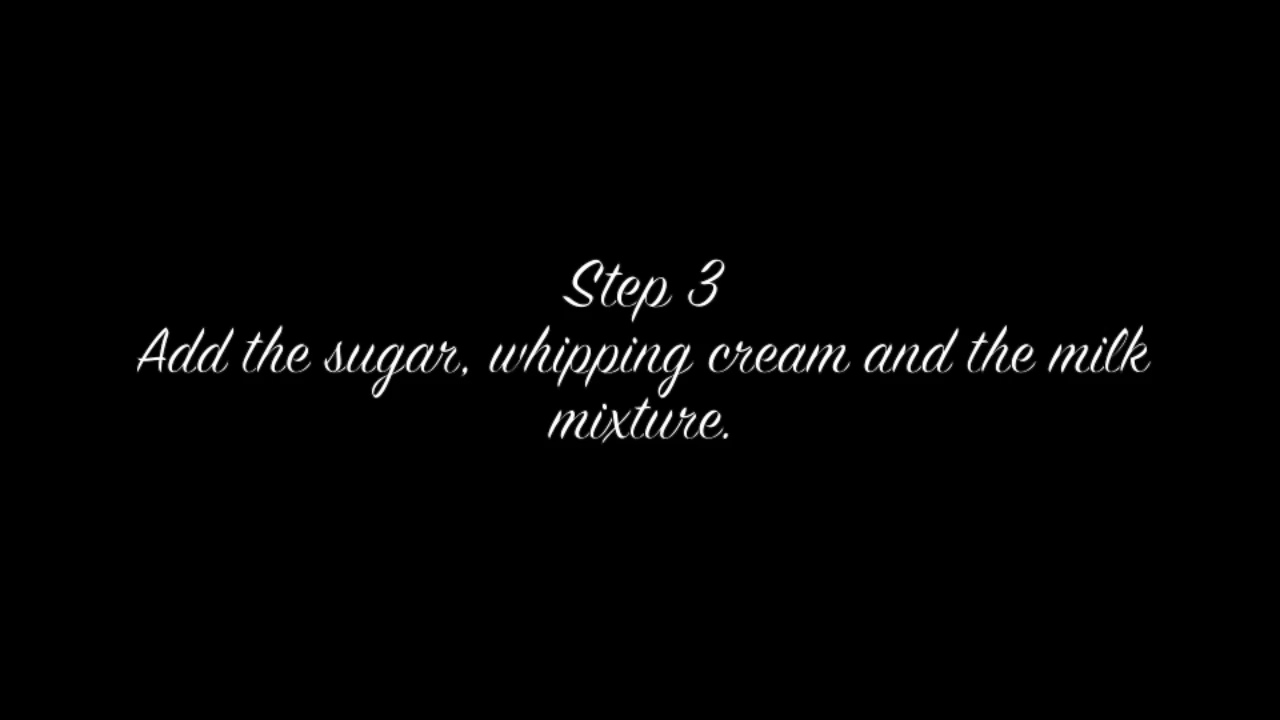 Step 3
Add the sugar, whipping cream and the milk
mixture.